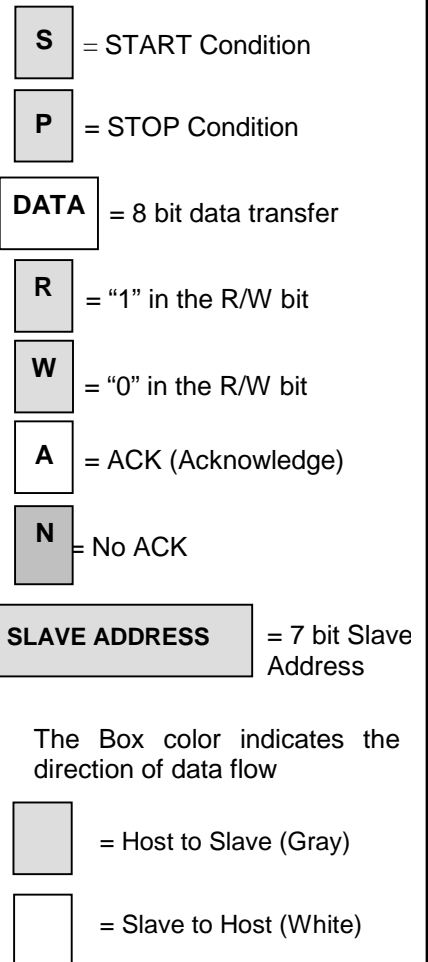 S = START Condition
P = STOP Condition
DATA = 8 bit data transfer
R = “1” in the R/W bit
W = “0” in the R/W bit
A = ACK (Acknowledge)
N = No ACK
SLAVE ADDRESS = 7 bit Slave
Address
The Box color indicates the
direction of data flow
= Host to Slave (Gray)
= Slave to Host (White)